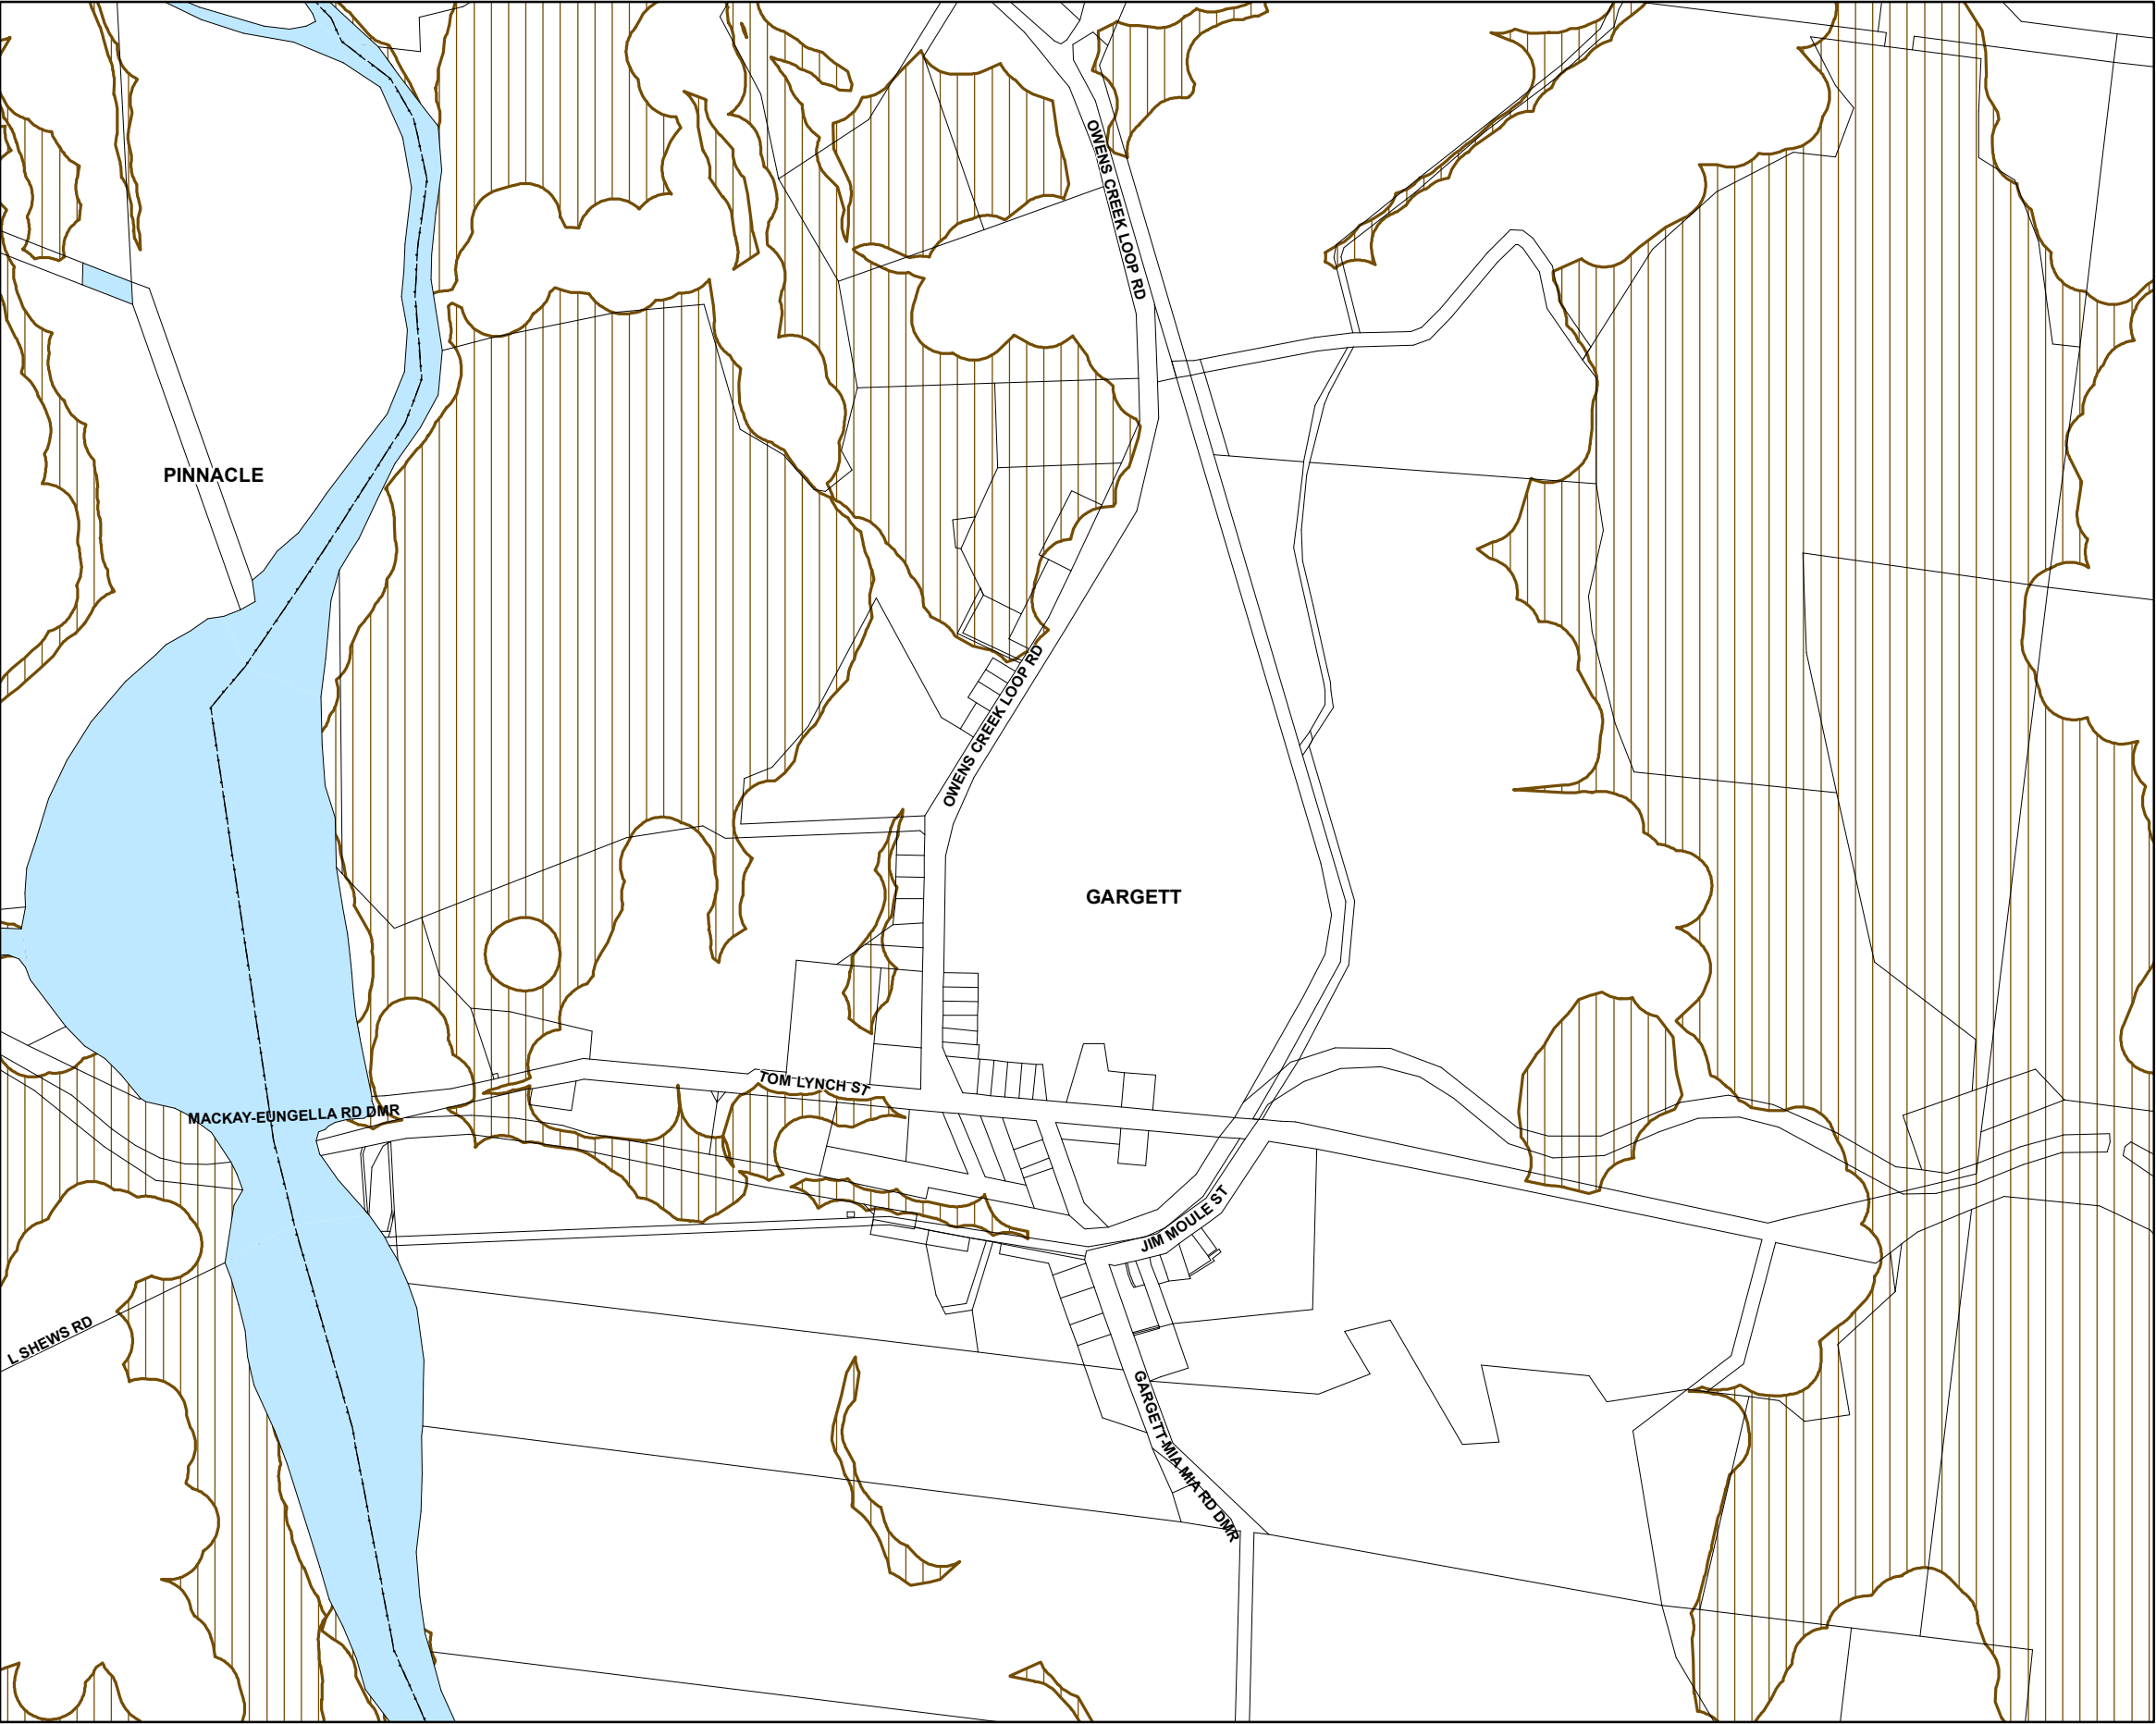 OWENS CREEK LOOP RD
PINNACLE
OWENS CREEK LOOP RD
GARGETT
TOM LYNCH ST
MACKAY-EUNGELLA RD DMR
JIM MOULE ST
L SHEWS RD
GARGETT-MIA MIA RD DMR